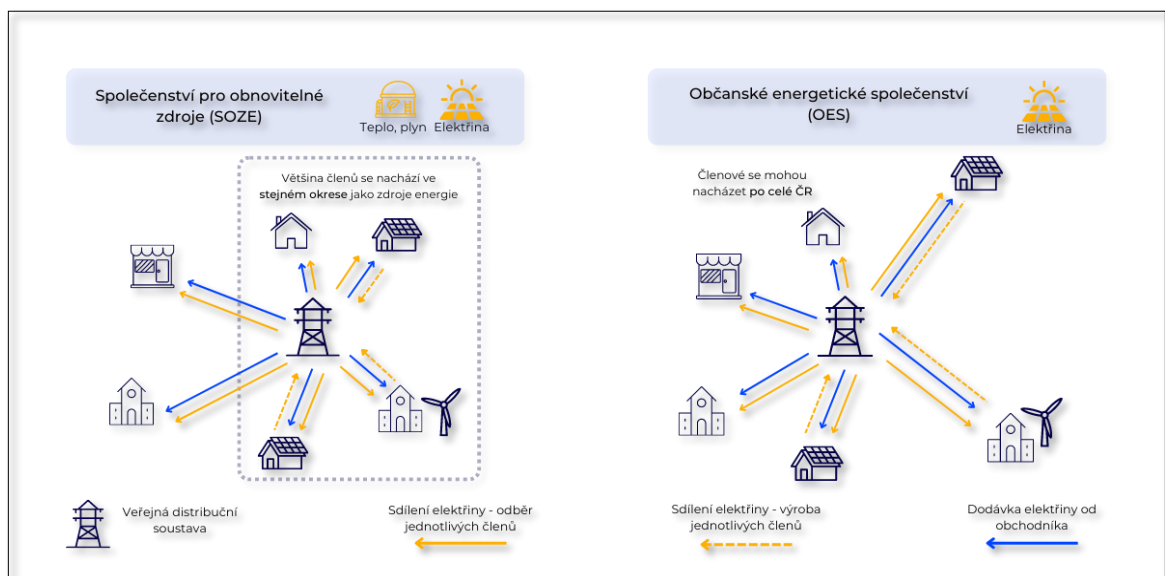 Společenství pro obnovitelné
zdroje (SOZE)
Teplo, plyn
Elektřina
Většina členů se nachází ve
stejném okrese jako zdroje energie
Občanské energetické společenství
(OES)
Elektřina
Členové se mohou
nacházet po celé ČR
Veřejná distribuční
soustava
Sdílení elektřiny - odběr
jednotlivých členů
Sdílení elektřiny - výroba
jednotlivých členů
Dodávka elektřiny od
obchodníka